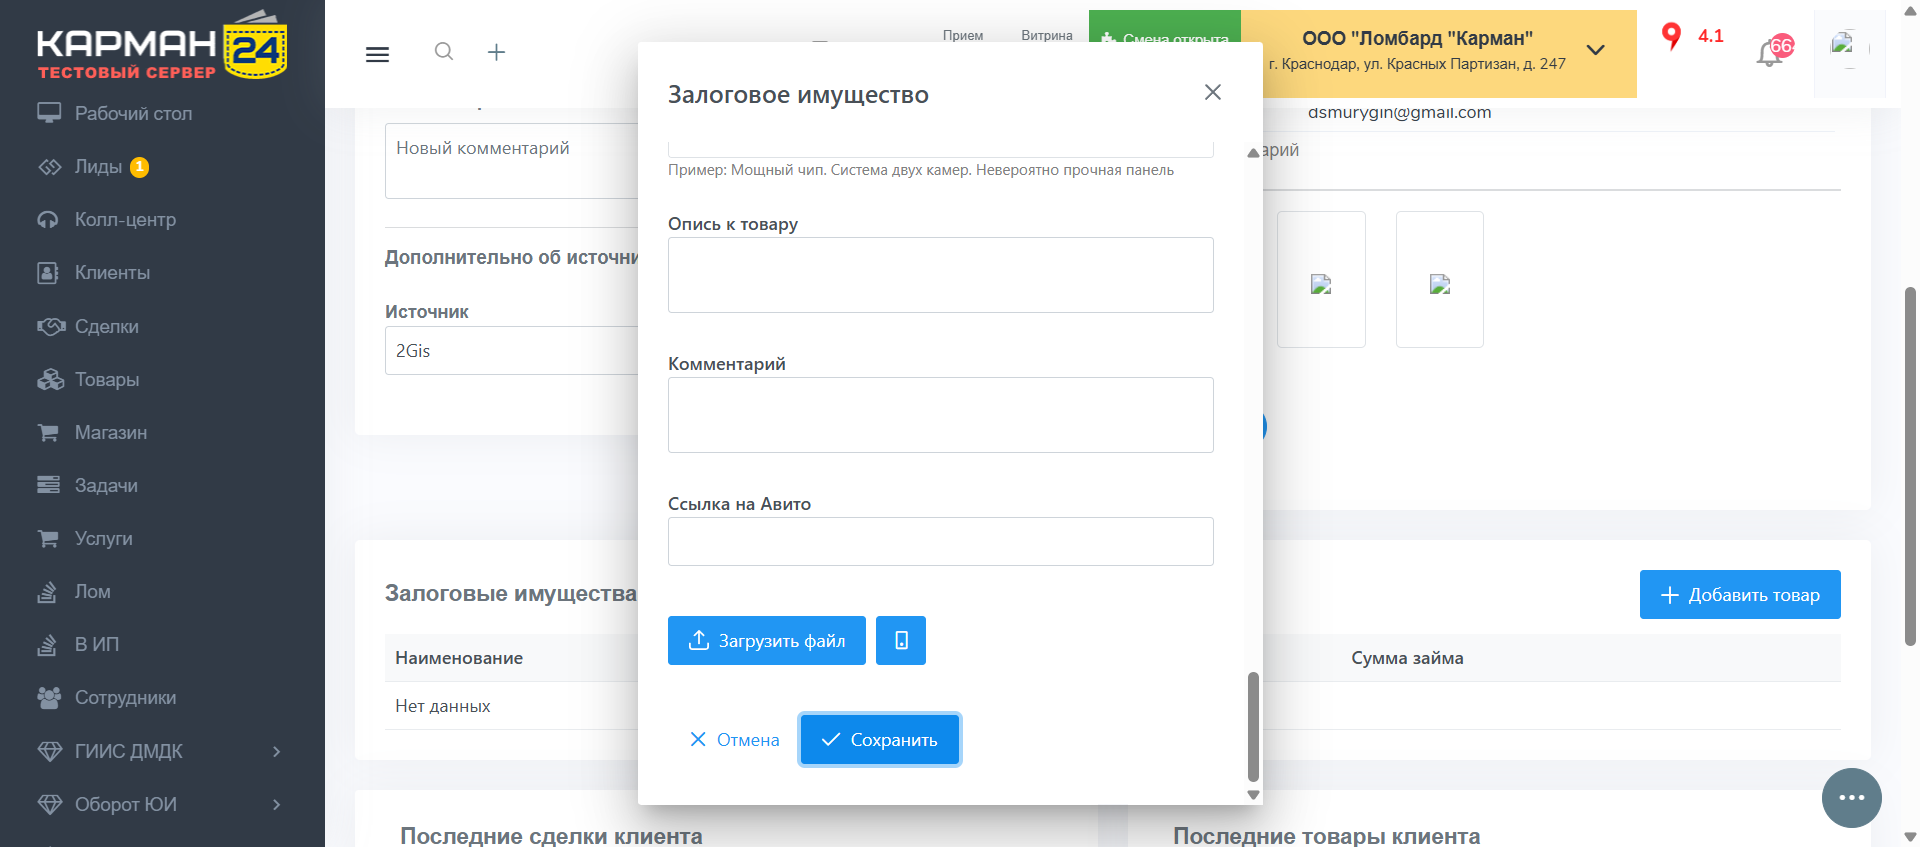 КАРМАН 24
ТЕСТОВЫЙ СЕРВЕР
Рабочий стол
Лиды 1
Колл-центр
Клиенты
Сделки
Товары
Магазин
Задачи
Услуги
Лом
В ИП
Сотрудники
ГИИС ДМДК
Оборот ЮИ
Прием
Витрина
Смена открыта
ООО "Ломбард "Карман"
г. Краснодар, ул. Красных Партизан, д. 247
4.1
dsmurygin@gmail.com
Новый комментарий
Дополнительно об
Источник
2Gis
Залоговое имущество
Пример: Мощный чип. Система двух камер. Невероятно прочная панель
Опись к товару
Комментарий
Ссылка на Авито
Загрузить файл
Отмена
Сохранить
Залоговые имущества
Добавить товар
Наименование
Сумма займа
Нет данных
Последние сделки клиента
Последние товары клиента